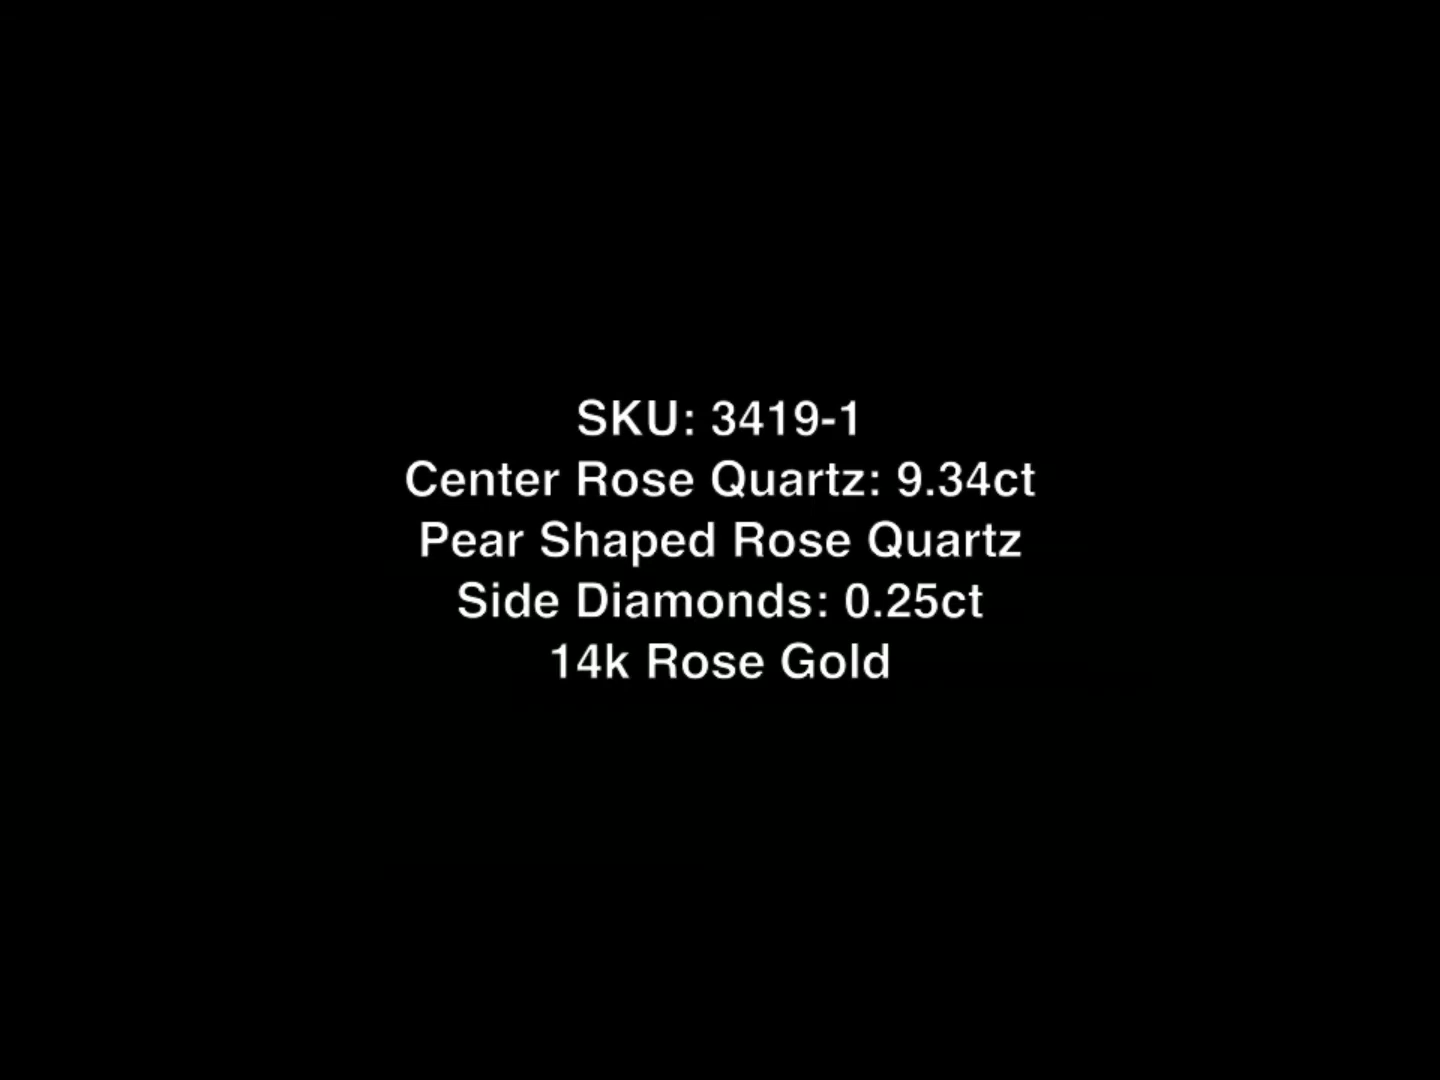 SKU: 3419-1
Center Rose Quartz: 9.34ct
Pear Shaped Rose Quartz
Side Diamonds: 0.25ct
14k Rose Gold